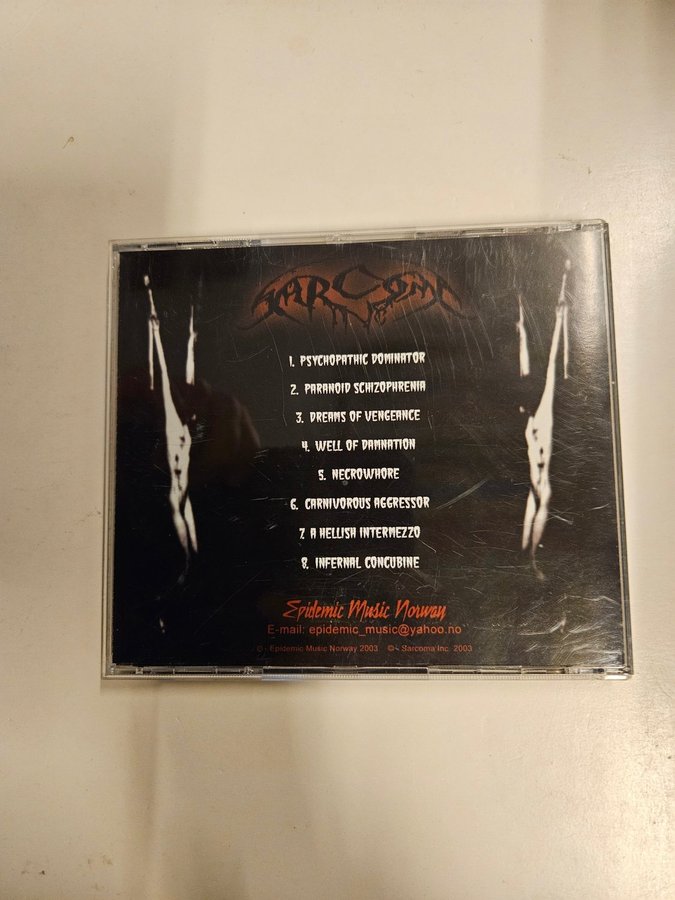 SARCOMA
INC
1. PSYCHOPATHIC DOMINATOR
2. PARANOID SCHIZOPHRENIA
3. DREAMS OF VENGEANCE
4. WELL OF DAMNATION
5. NECROWHORE
6. CARNIVOROUS AGGRESSOR
7. A HELLISH INTERMEZZO
8. INFERNAL CONCUBINE
Epidemic Music Norway
E-mail: epidemic_music@yahoo.no
© - Epidemic Music Norway 2003 © - Sarcoma Inc. 2003